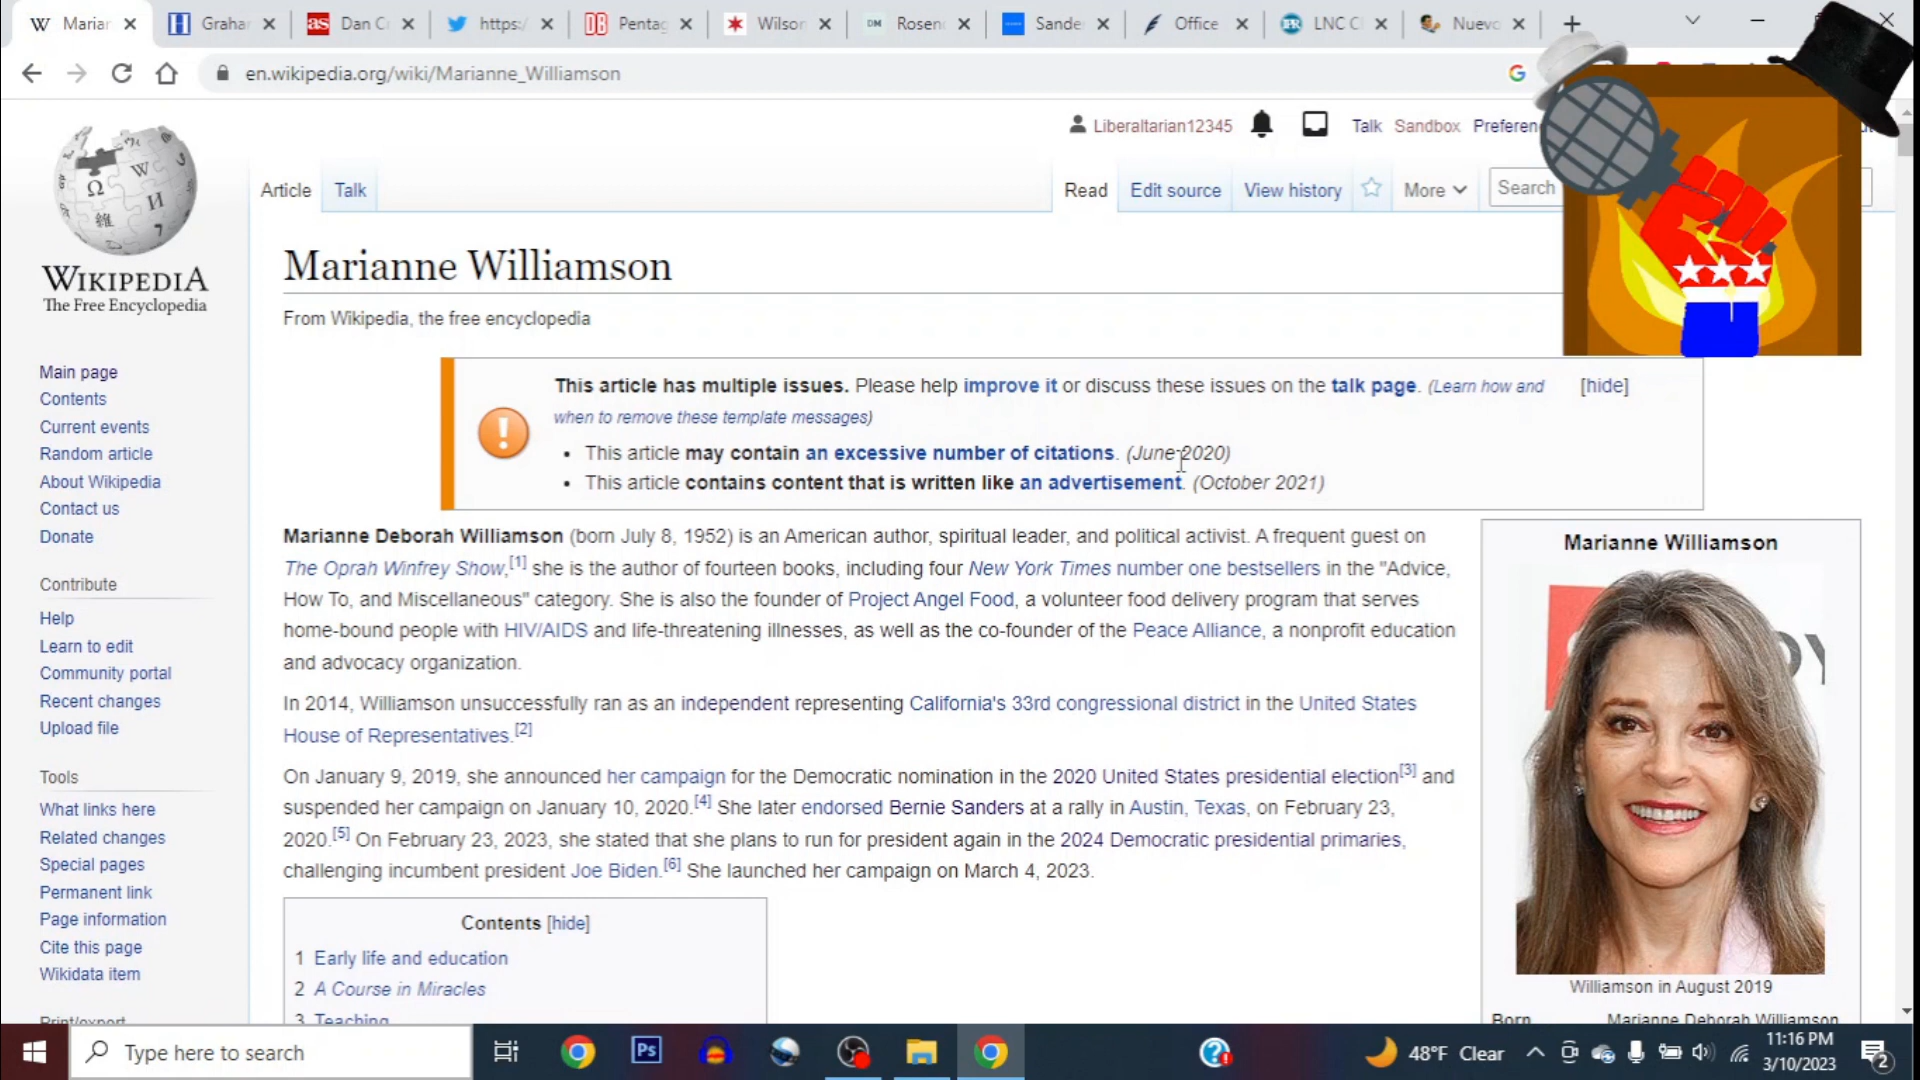 Marian
Graha
Dan C
https:/
Pentag
Wilson
Rosen
Sande
Office
LNC C
Nuevo
en.wikipedia.org/wiki/Marianne_Williamson
Liberaltarian12345 Talk Sandbox Preferen
Article Talk Read Edit source View history More Search
WIKIPEDIA
The Free Encyclopedia
Marianne Williamson
From Wikipedia, the free encyclopedia
Main page
Contents
Current events
Random article
About Wikipedia
Contact us
Donate
Contribute
Help
Learn to edit
Community portal
Recent changes
Upload file
Tools
What links here
Related changes
Special pages
Permanent link
Page information
Cite this page
Wikidata item
Print/export
This article has multiple issues. Please help improve it or discuss these issues on the talk page. (Learn how and [hide]
when to remove these template messages)
• This article may contain an excessive number of citations. (June 2020)
• This article contains content that is written like an advertisement. (October 2021)
Marianne Deborah Williamson (born July 8, 1952) is an American author, spiritual leader, and political activist. A frequent guest on
The Oprah Winfrey Show,[1] she is the author of fourteen books, including four New York Times number one bestsellers in the "Advice,
How To, and Miscellaneous" category. She is also the founder of Project Angel Food, a volunteer food delivery program that serves
home-bound people with HIV/AIDS and life-threatening illnesses, as well as the co-founder of the Peace Alliance, a nonprofit education
and advocacy organization.
In 2014, Williamson unsuccessfully ran as an independent representing California's 33rd congressional district in the United States
House of Representatives.[2]
On January 9, 2019, she announced her campaign for the Democratic nomination in the 2020 United States presidential election[3] and
suspended her campaign on January 10, 2020.[4] She later endorsed Bernie Sanders at a rally in Austin, Texas, on February 23,
2020.[5] On February 23, 2023, she stated that she plans to run for president again in the 2024 Democratic presidential primaries,
challenging incumbent president Joe Biden.[6] She launched her campaign on March 4, 2023.
Contents [hide]
1 Early life and education
2 A Course in Miracles
3 Teaching
Marianne Williamson
Williamson in August 2019
Born Marianne Deborah Williamson
Type here to search
Ps
48°F Clear
11:16 PM
3/10/2023
2